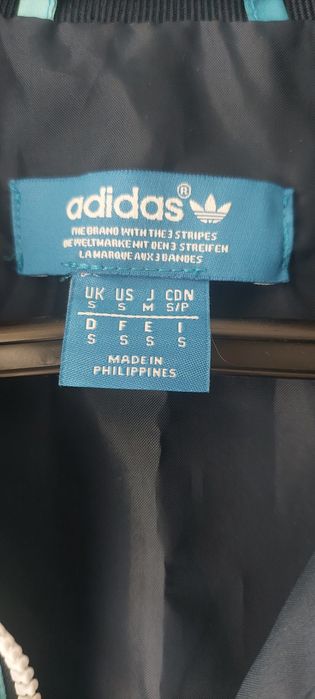 adidas®
THE BRAND WITH THE 3 STRIPES
DIE WELTMARKE MIT DEN 3 STREIFEN
LA MARQUE AUX 3 BANDES
UK US J CDN
S S M S/P
D F E I
S S S S
MADE IN
PHILIPPINES